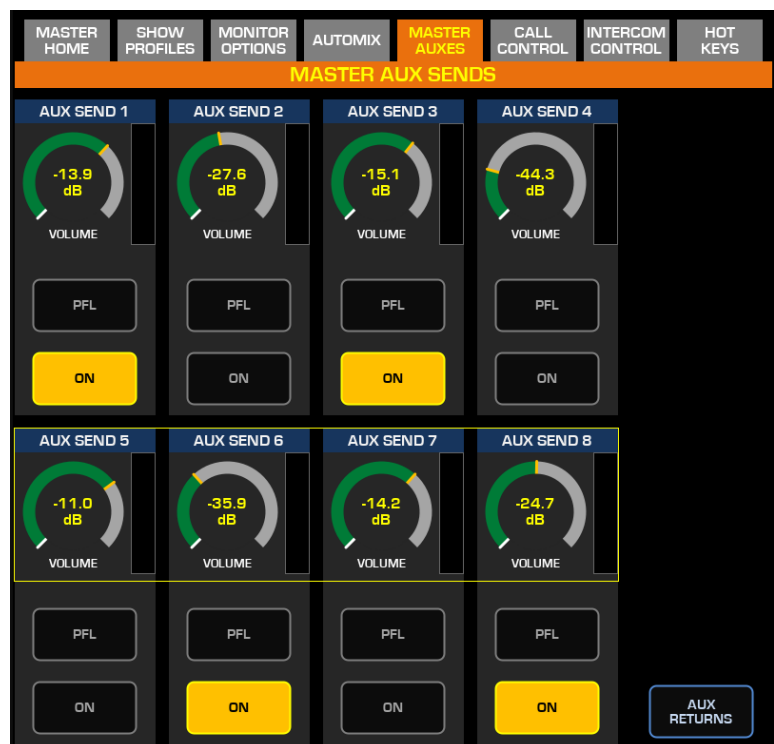 MASTER HOME
SHOW PROFILES
MONITOR OPTIONS
AUTOMIX
MASTER AUXES
CALL CONTROL
INTERCOM CONTROL
HOT KEYS
MASTER AUX SENDS
AUX SEND 1
AUX SEND 2
AUX SEND 3
AUX SEND 4
-13.9 dB
-27.6 dB
-15.1 dB
-44.3 dB
VOLUME
VOLUME
VOLUME
VOLUME
PFL
PFL
PFL
PFL
ON
ON
ON
ON
AUX SEND 5
AUX SEND 6
AUX SEND 7
AUX SEND 8
-11.0 dB
-35.9 dB
-14.2 dB
-24.7 dB
VOLUME
VOLUME
VOLUME
VOLUME
PFL
PFL
PFL
PFL
ON
ON
ON
ON
AUX RETURNS